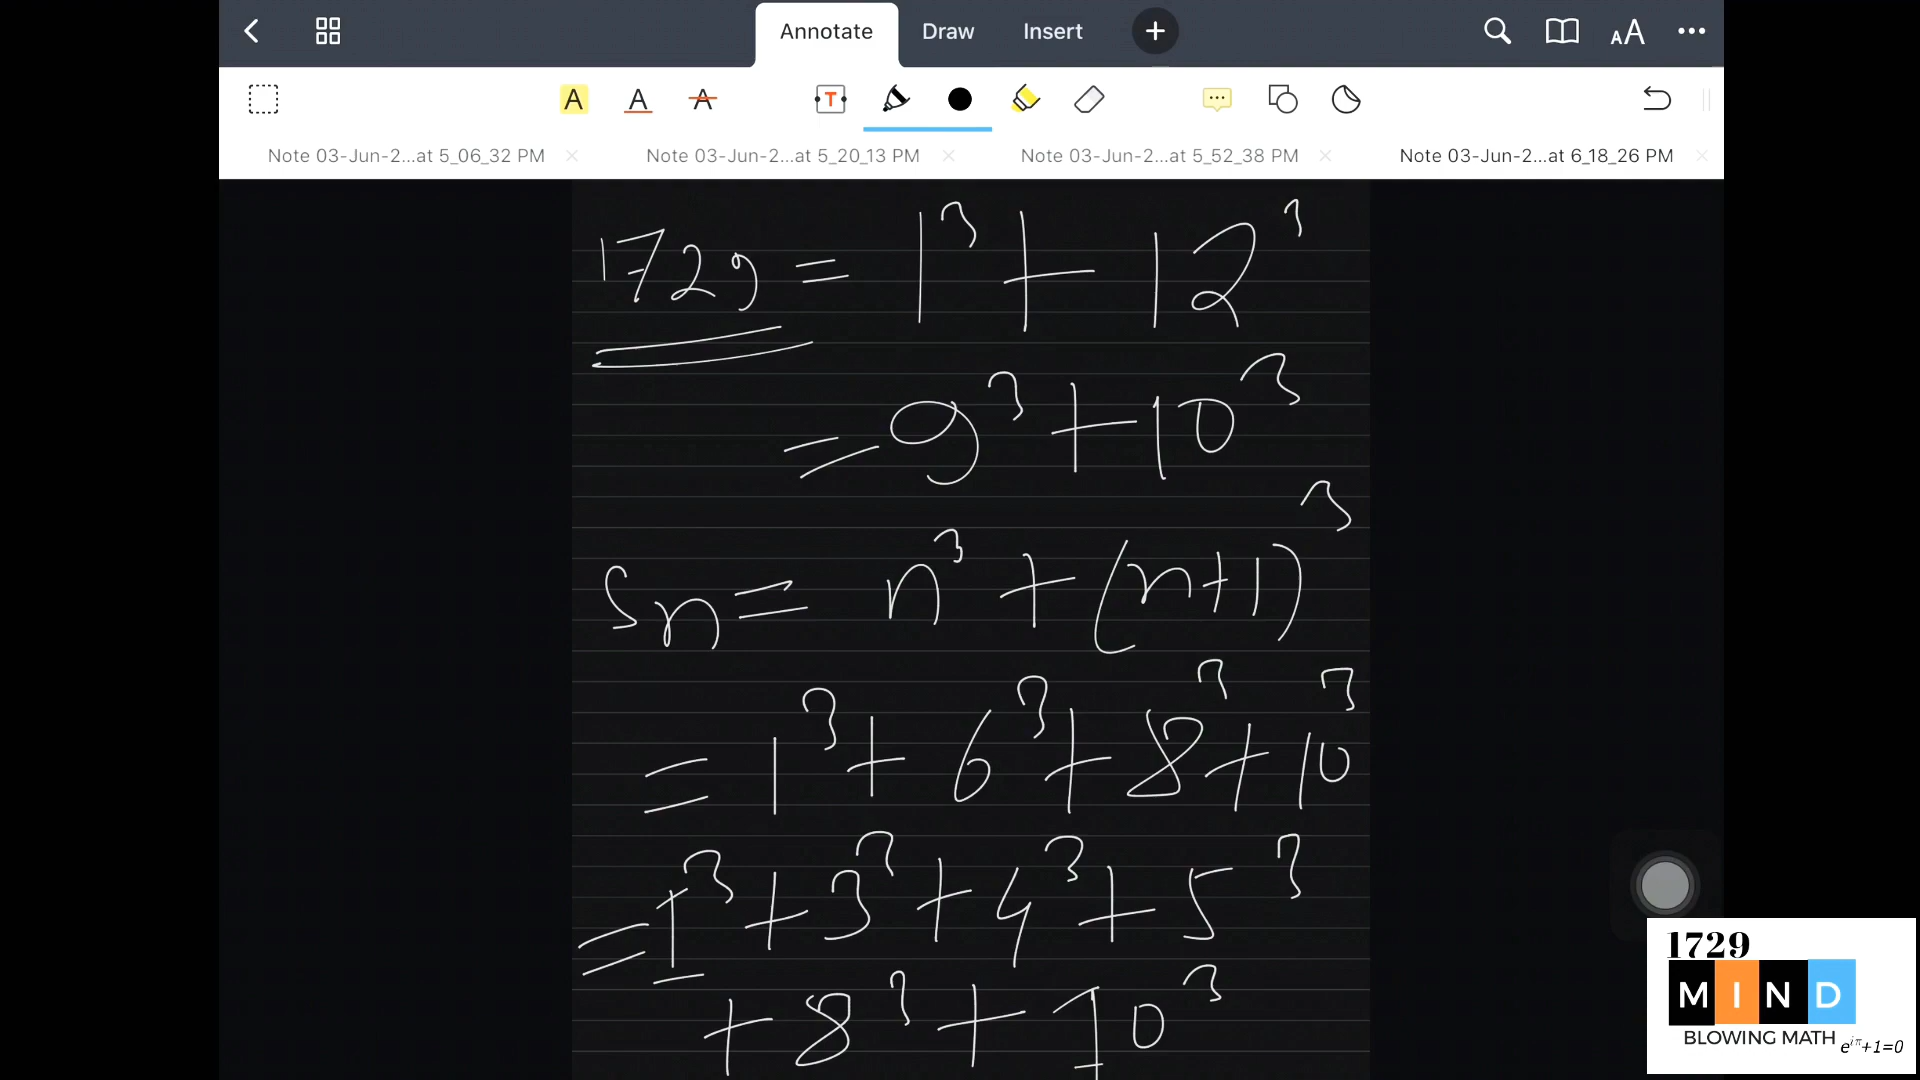 Annotate Draw Insert
Note 03-Jun-2...at 5_06_32 PM Note 03-Jun-2...at 5_20_13 PM Note 03-Jun-2...at 5_52_38 PM Note 03-Jun-2...at 6_18_26 PM
1729 = 1³ + 12³
= 9³ + 10³
Sn = n³ + (n+1)³
= 1³ + 6³ + 8³ + 10³
= 1³ + 3³ + 4³ + 5³
+ 8³ + 10³
1729
MIND
BLOWING MATH
e^{iπ}+1=0